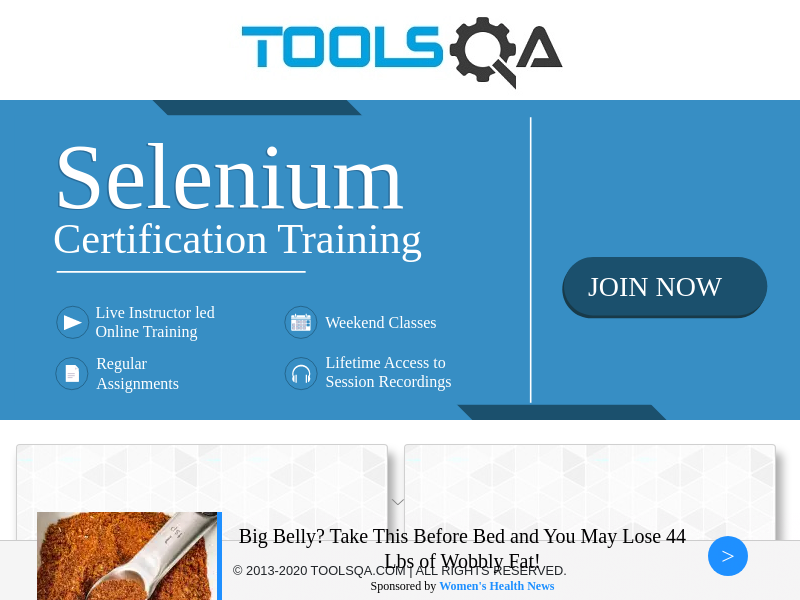 TOOLSQA
Selenium
Certification Training
Live Instructor led
Online Training
Weekend Classes
Regular
Assignments
Lifetime Access to
Session Recordings
JOIN NOW
Big Belly? Take This Before Bed and You May Lose 44
Lbs of Wobbly Fat!
© 2013-2020 TOOLSQA.COM | ALL RIGHTS RESERVED.
Sponsored by Women's Health News
>